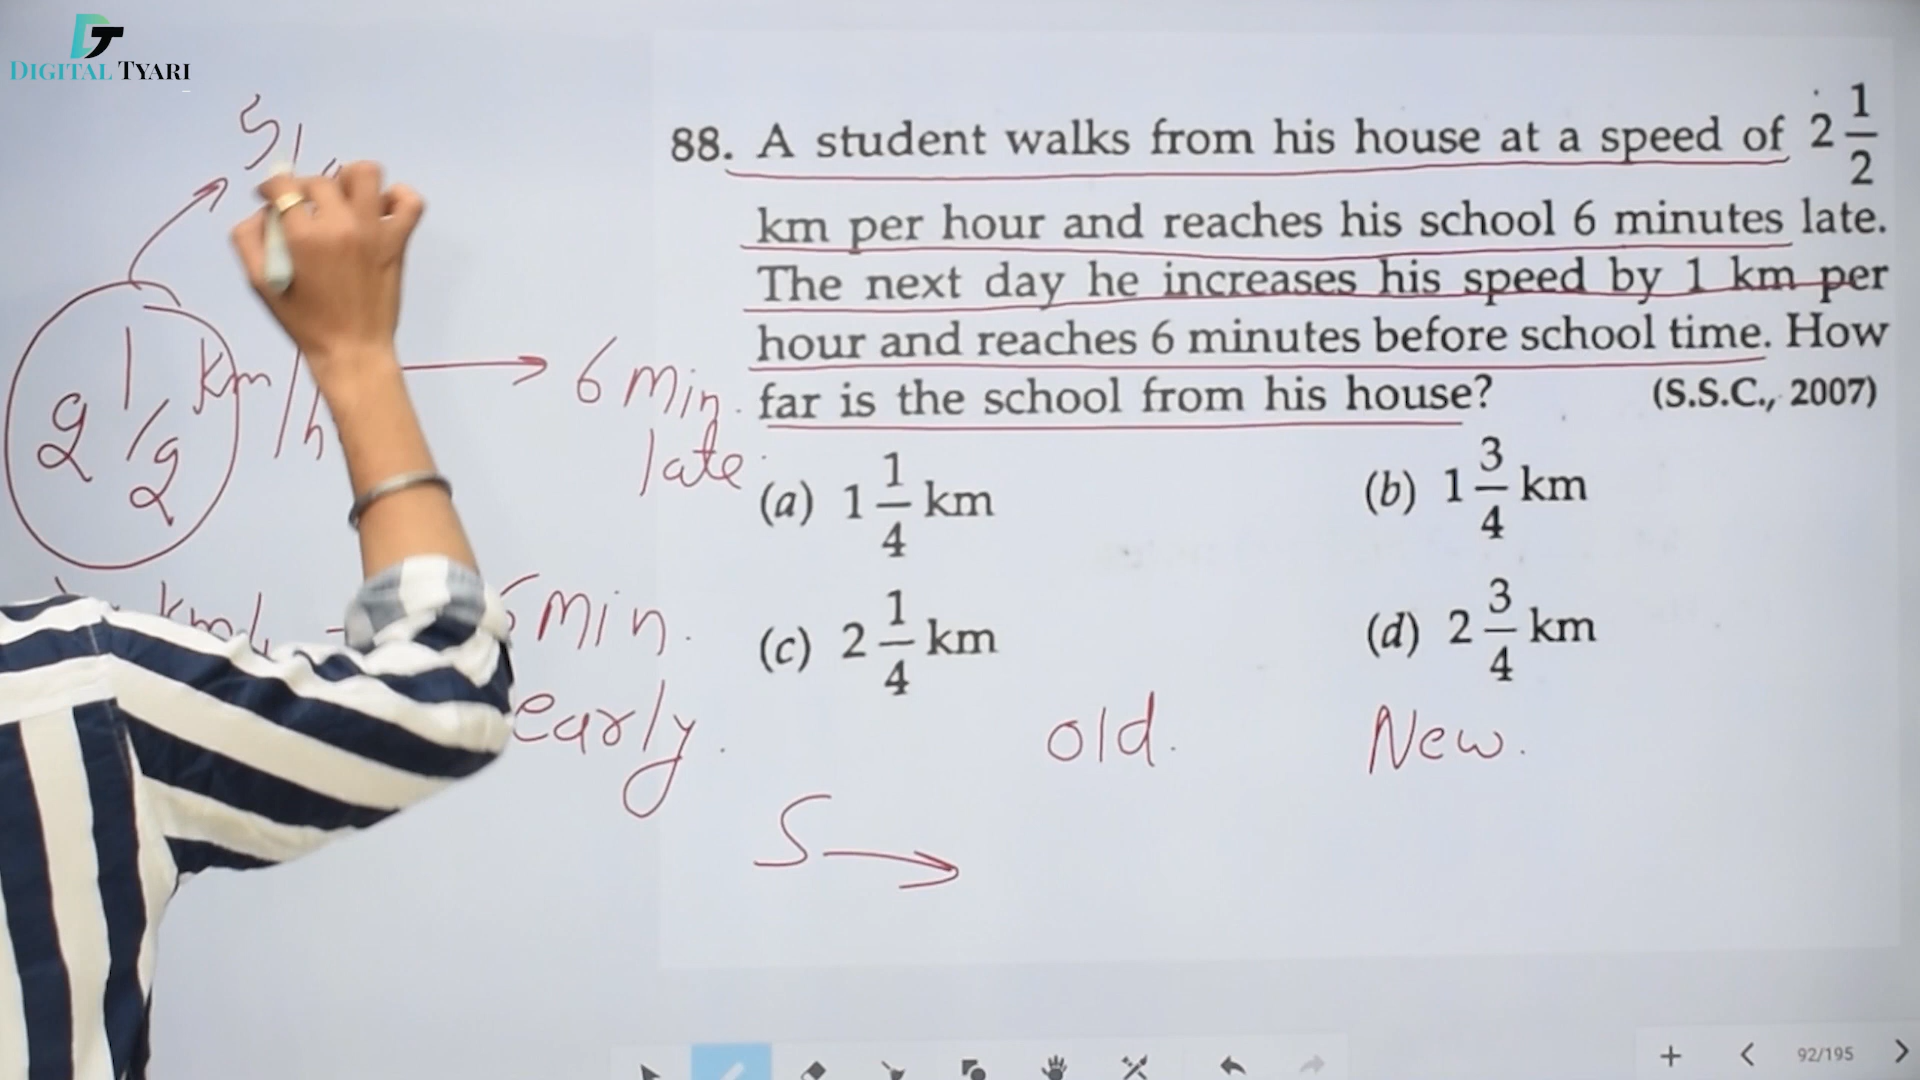 DIGITAL TYARI
88. A student walks from his house at a speed of 2 1/2
km per hour and reaches his school 6 minutes late.
The next day he increases his speed by 1 km per
hour and reaches 6 minutes before school time. How
far is the school from his house? (S.S.C., 2007)
(a) 1 1/4 km (b) 1 3/4 km
(c) 2 1/4 km (d) 2 3/4 km
5/
2 1/2 km/h → 6 Min.
late.
km/ Min.
early.
old. New.
S →
92/195